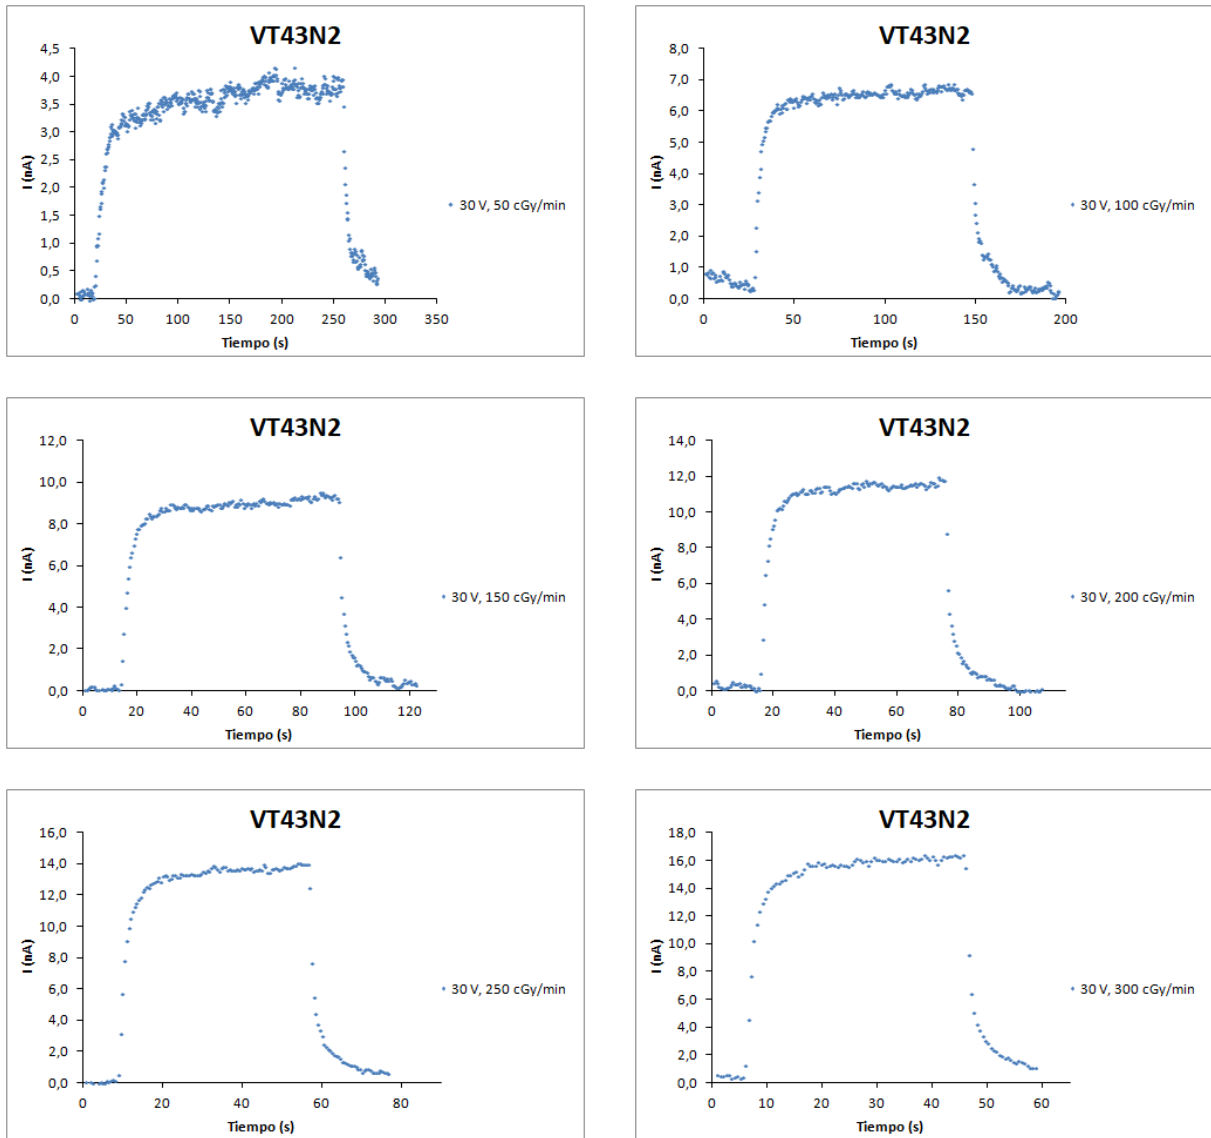 VT43N2
4,5
4,0
3,5
3,0
2,5
2,0
1,5
1,0
0,5
0,0
I (nA)
0 50 100 150 200 250 300 350
Tiempo (s)
30 V, 50 cGy/min
VT43N2
8,0
7,0
6,0
5,0
4,0
3,0
2,0
1,0
0,0
I (nA)
0 50 100 150 200
Tiempo (s)
30 V, 100 cGy/min
VT43N2
12,0
10,0
8,0
6,0
4,0
2,0
0,0
I (nA)
0 20 40 60 80 100 120
Tiempo (s)
30 V, 150 cGy/min
VT43N2
14,0
12,0
10,0
8,0
6,0
4,0
2,0
0,0
I (nA)
0 20 40 60 80 100
Tiempo (s)
30 V, 200 cGy/min
VT43N2
16,0
14,0
12,0
10,0
8,0
6,0
4,0
2,0
0,0
I (nA)
0 20 40 60 80
Tiempo (s)
30 V, 250 cGy/min
VT43N2
18,0
16,0
14,0
12,0
10,0
8,0
6,0
4,0
2,0
0,0
I (nA)
0 10 20 30 40 50 60
Tiempo (s)
30 V, 300 cGy/min